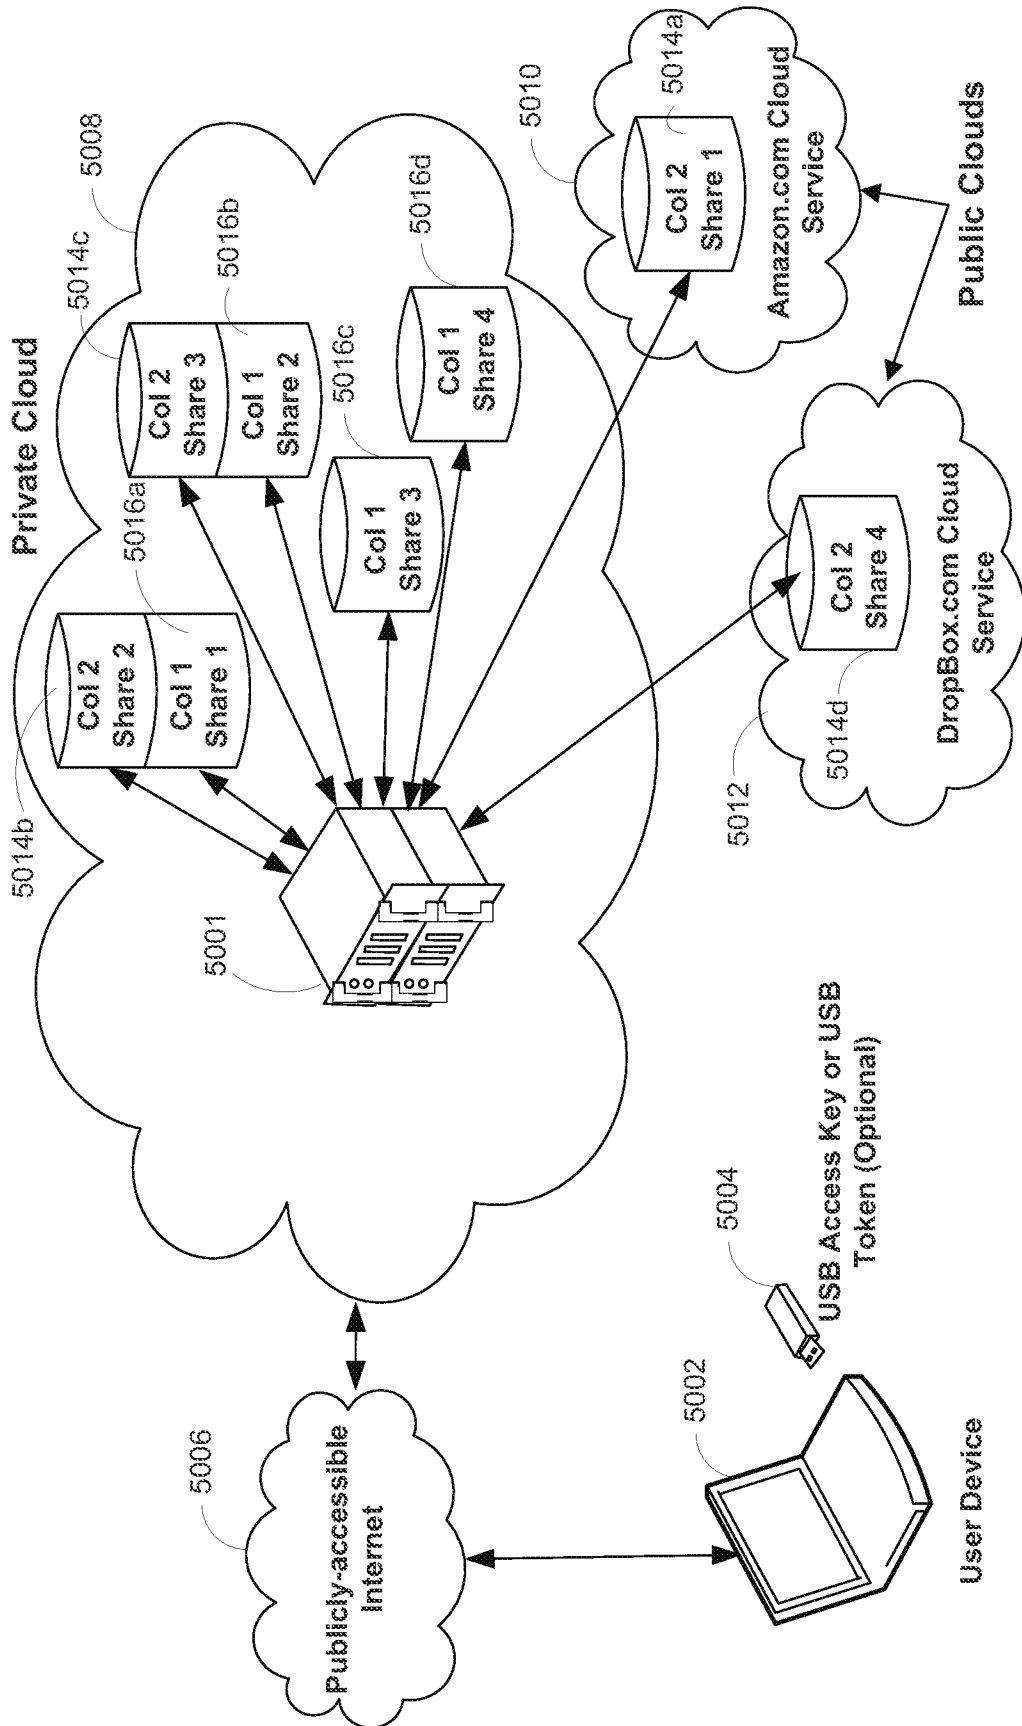 Private Cloud
5008
5014c
5016b
5016d
5016c
5016a
5014b
5001
Col 2
Share 3
Col 1
Share 2
Col 2
Share 2
Col 1
Share 1
Col 1
Share 3
Col 1
Share 4
5010
Col 2
Share 1
5014a
Amazon.com Cloud
Service
Public Clouds
5012
Col 2
Share 4
5014d
DropBox.com Cloud
Service
5006
Publicly-accessible
Internet
5002
User Device
5004
USB Access Key or USB
Token (Optional)